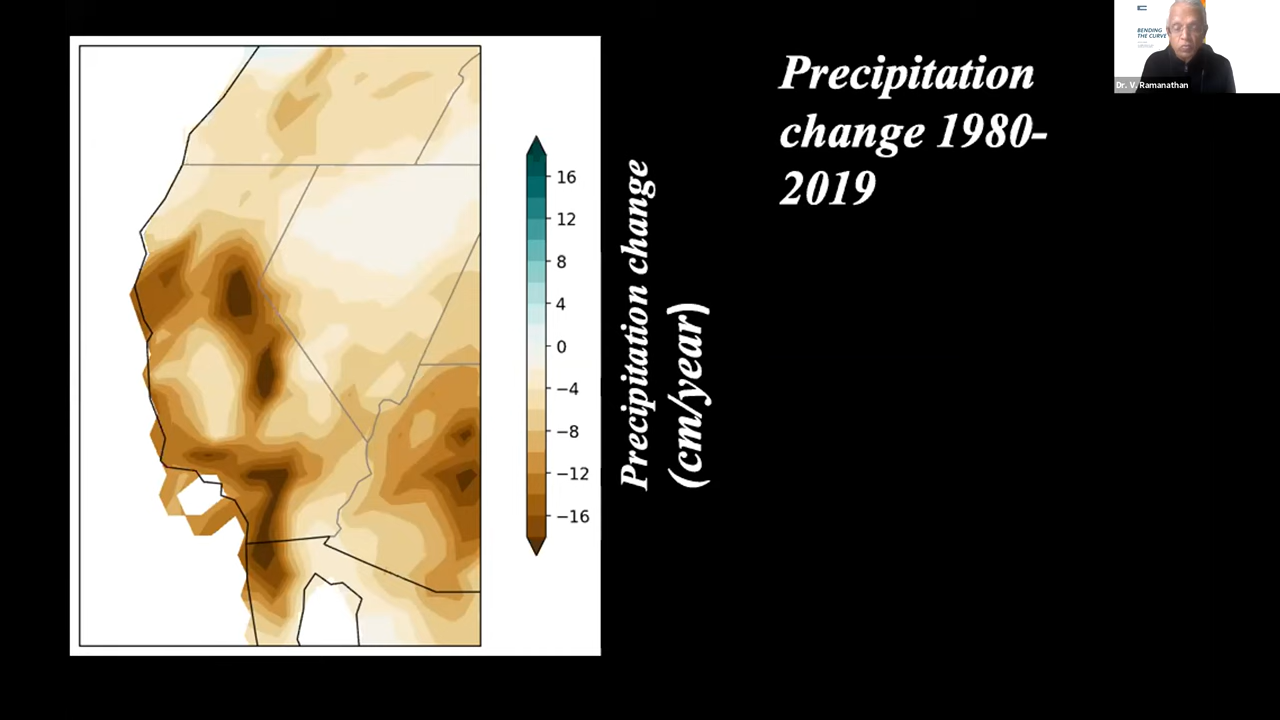 Precipitation
change 1980-
2019
BENDING
THE CURVE
Dr. V. Ramanathan
16
12
8
4
0
−4
−8
−12
−16
Precipitation change
(cm/year)